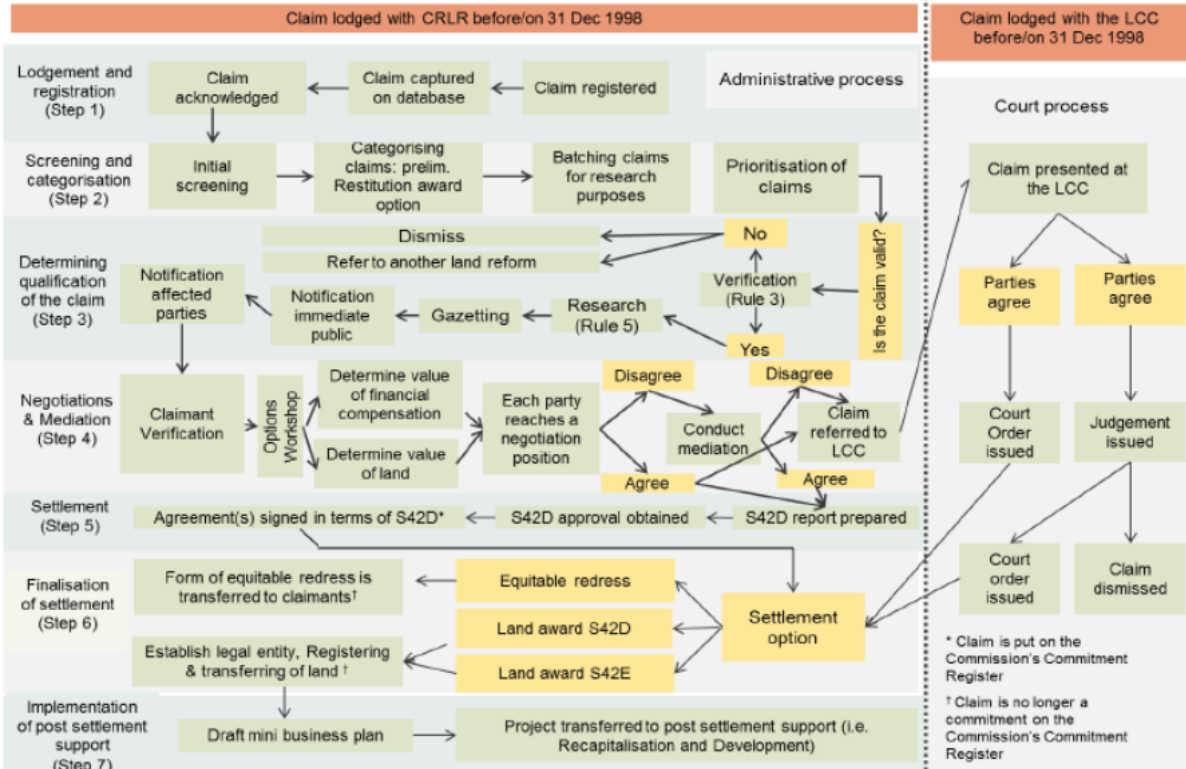 Claim lodged with CRLR before/on 31 Dec 1998
Claim lodged with the LCC
before/on 31 Dec 1998
Lodgement and
registration
(Step 1)
Claim
acknowledged
Claim captured
on database
Claim registered
Administrative process
Court process
Screening and
categorisation
(Step 2)
Initial
screening
Categorising
claims: prelim.
Restitution award
option
Batching claims
for research
purposes
Prioritisation of
claims
Claim presented at
the LCC
Determining
qualification
of the claim
(Step 3)
Dismiss
Refer to another land reform
No
Is the claim valid?
Notification
affected
parties
Notification
immediate
public
Gazetting
Research
(Rule 5)
Verification
(Rule 3)
Yes
Parties
agree
Parties
agree
Negotiations
& Mediation
(Step 4)
Claimant
Verification
Options
Workshop
Determine value
of financial
compensation
Determine value
of land
Each party
reaches a
negotiation
position
Disagree
Agree
Conduct
mediation
Disagree
Agree
Claim
referred to
LCC
Court
Order
issued
Judgement
issued
Settlement
(Step 5)
Agreement(s) signed in terms of S42D*
S42D approval obtained
S42D report prepared
Finalisation
of settlement
(Step 6)
Form of equitable redress is
transferred to claimants†
Equitable redress
Land award S42D
Land award S42E
Settlement
option
Establish legal entity, Registering
& transferring of land †
Court
order
issued
Claim
dismissed
* Claim is put on the
Commission's Commitment
Register
† Claim is no longer a
commitment on the
Commission's Commitment
Register
Implementation
of post settlement
support
(Step 7)
Draft mini business plan
Project transferred to post settlement support (i.e.
Recapitalisation and Development)